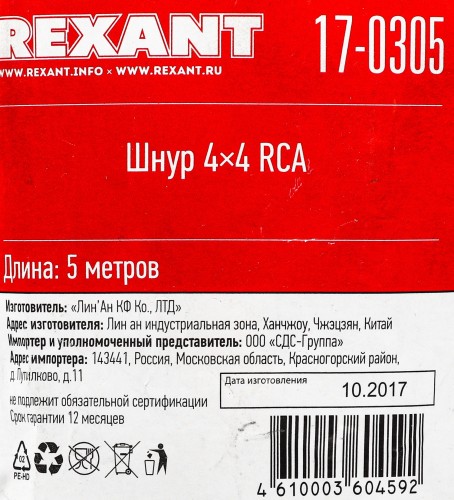 REXANT
17-0305
WWW.REXANT.INFO × WWW.REXANT.RU
Шнур 4×4 RCA
Длина: 5 метров
Изготовитель: «Лин'Ан КФ Ко., ЛТД»
Адрес изготовителя: Лин ан индустриальная зона, Ханчжоу, Чжэцзян, Китай
Импортер и уполномоченный представитель: ООО «СДС-Группа»
Адрес импортера: 143441, Россия, Московская область, Красногорский район,
д. Путилково, д.11
Дата изготовления
10.2017
не подлежит обязательной сертификации
Срок гарантии 12 месяцев
02
PE-HD
4610003604592